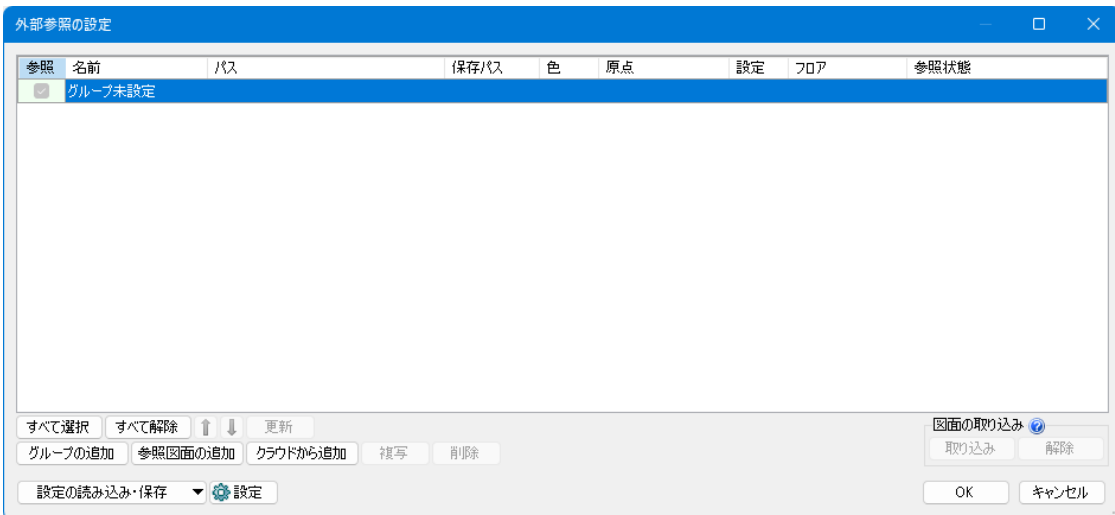 外部参照の設定
参照 名前 パス 保存パス 色 原点 設定 フロア 参照状態
グループ未設定
すべて選択 すべて解除 更新
図面の取り込み
グループの追加 参照図面の追加 クラウドから追加 複写 削除
取り込み 解除
設定の読み込み・保存 設定
OK キャンセル